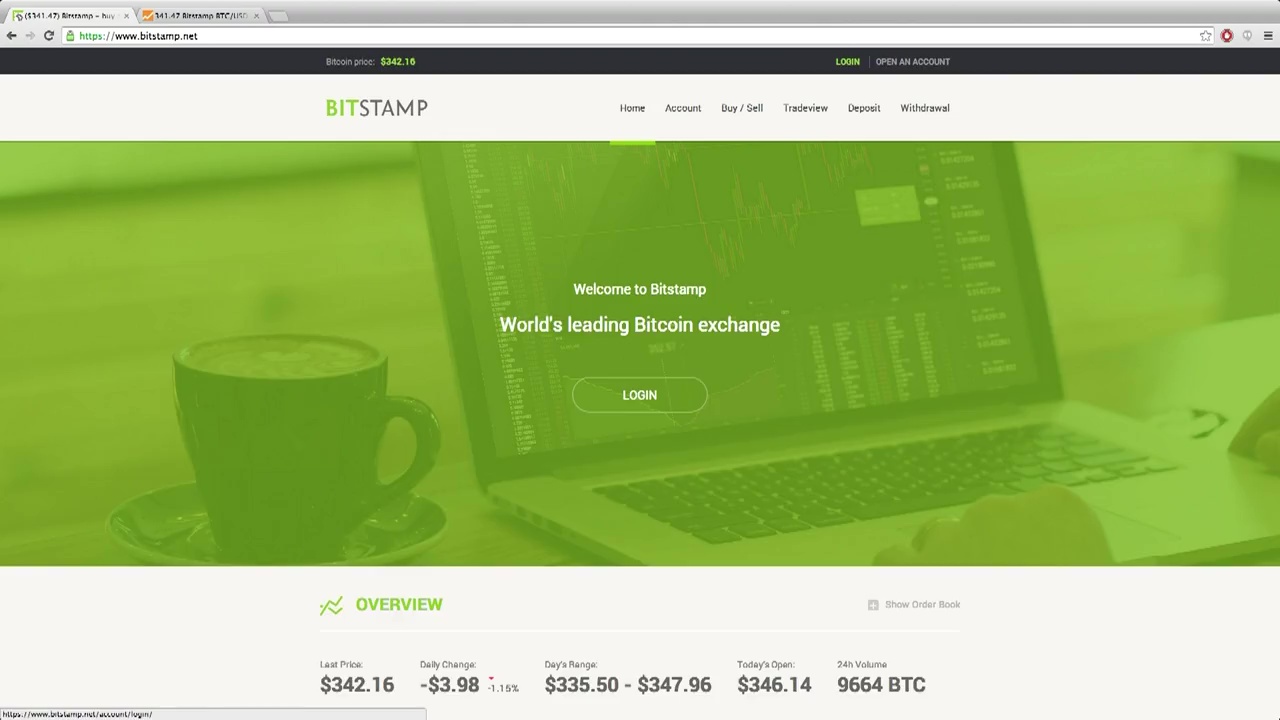 ($341.47) Bitstamp - buy
341.47 Bitstamp BTC/USD
https://www.bitstamp.net
Bitcoin price: $342.16
LOGIN
OPEN AN ACCOUNT
BITSTAMP
Home
Account
Buy / Sell
Tradeview
Deposit
Withdrawal
Welcome to Bitstamp
World's leading Bitcoin exchange
LOGIN
OVERVIEW
Show Order Book
Last Price:
Daily Change:
Day's Range:
Today's Open:
24h Volume
$342.16
-$3.98
-1.15%
$335.50 - $347.96
$346.14
9664 BTC
https://www.bitstamp.net/account/login/